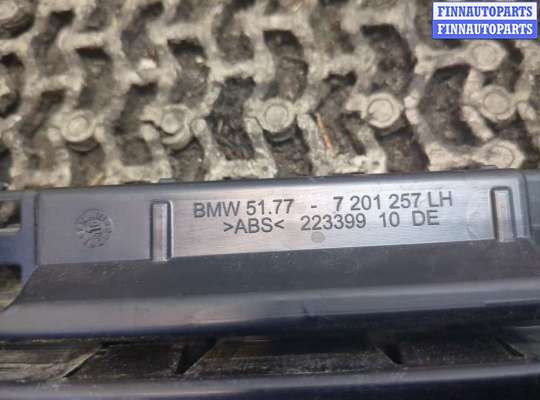 FINNAUTOPARTS
FINNAUTOPARTS
BMW 51.77 - 7 201 257 LH
>ABS< 223399 10 DE